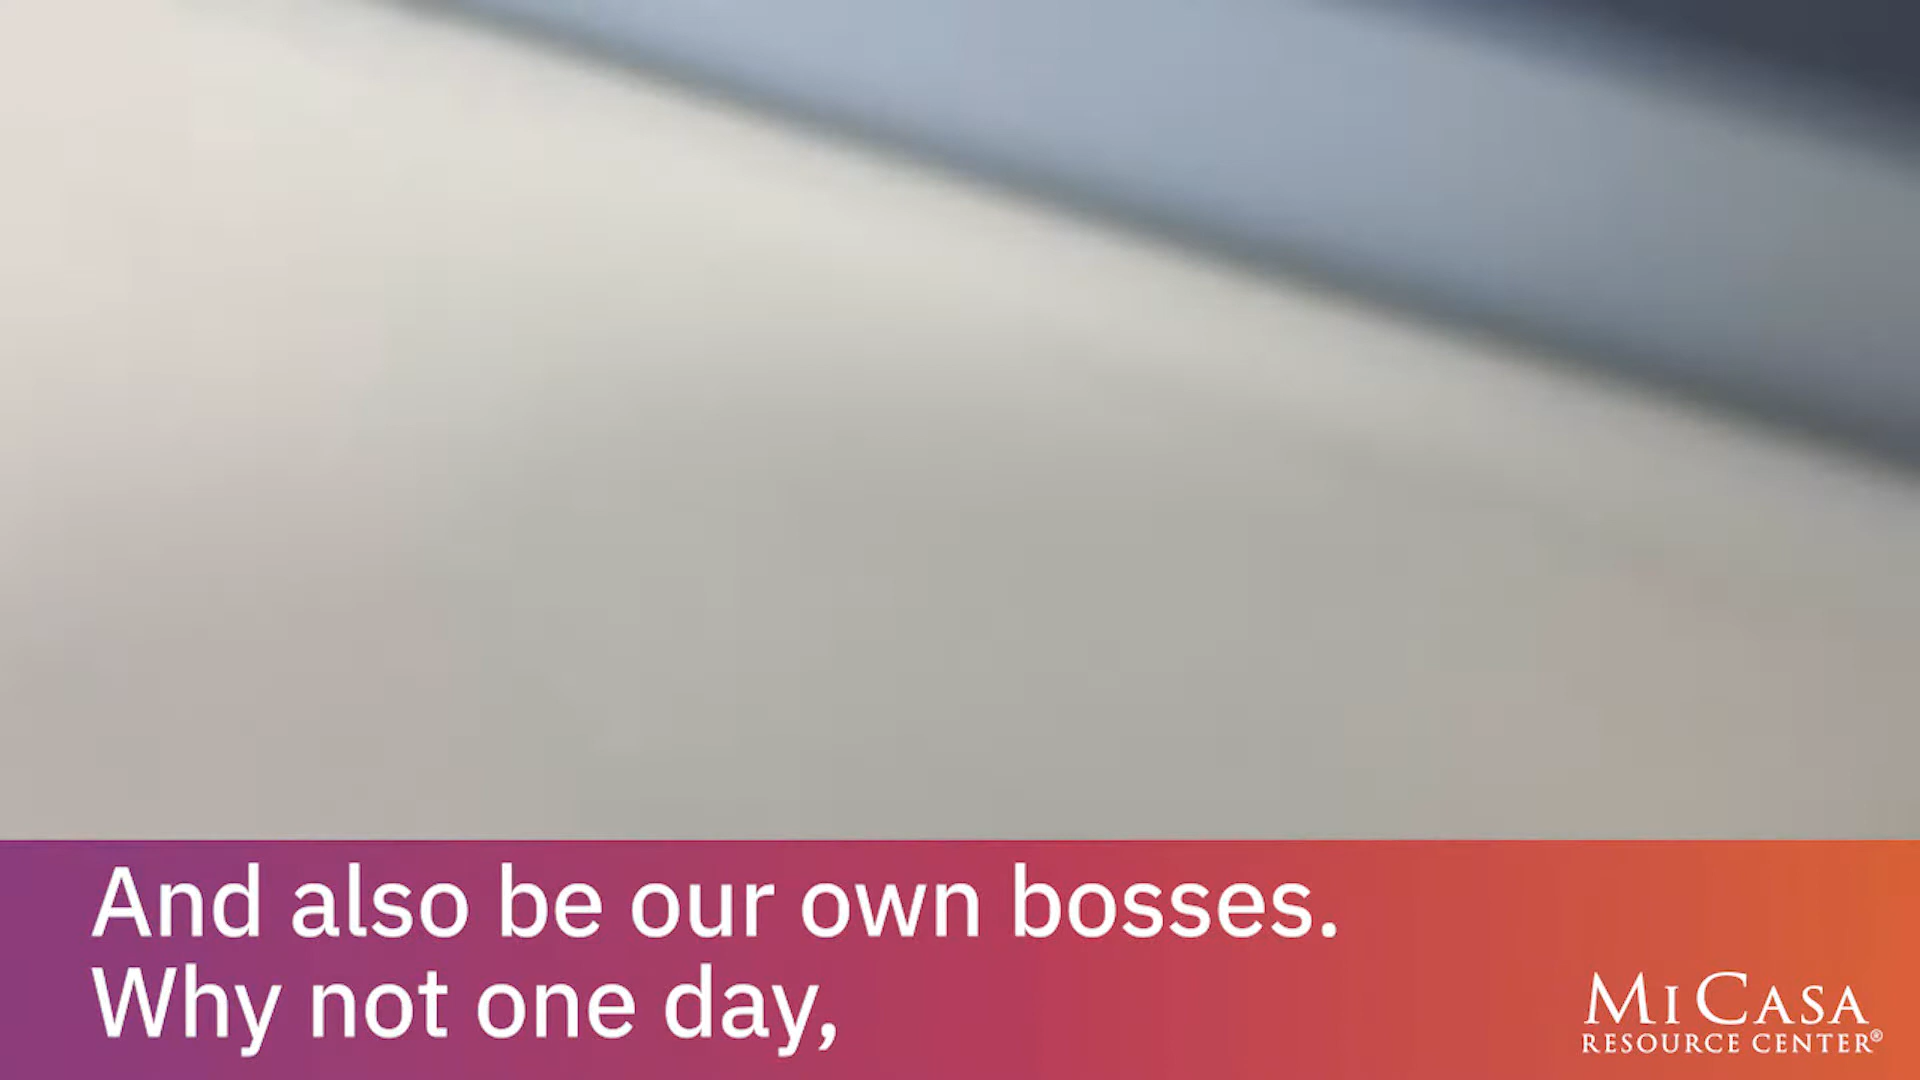 And also be our own bosses.
Why not one day,
MI CASA
RESOURCE CENTER®